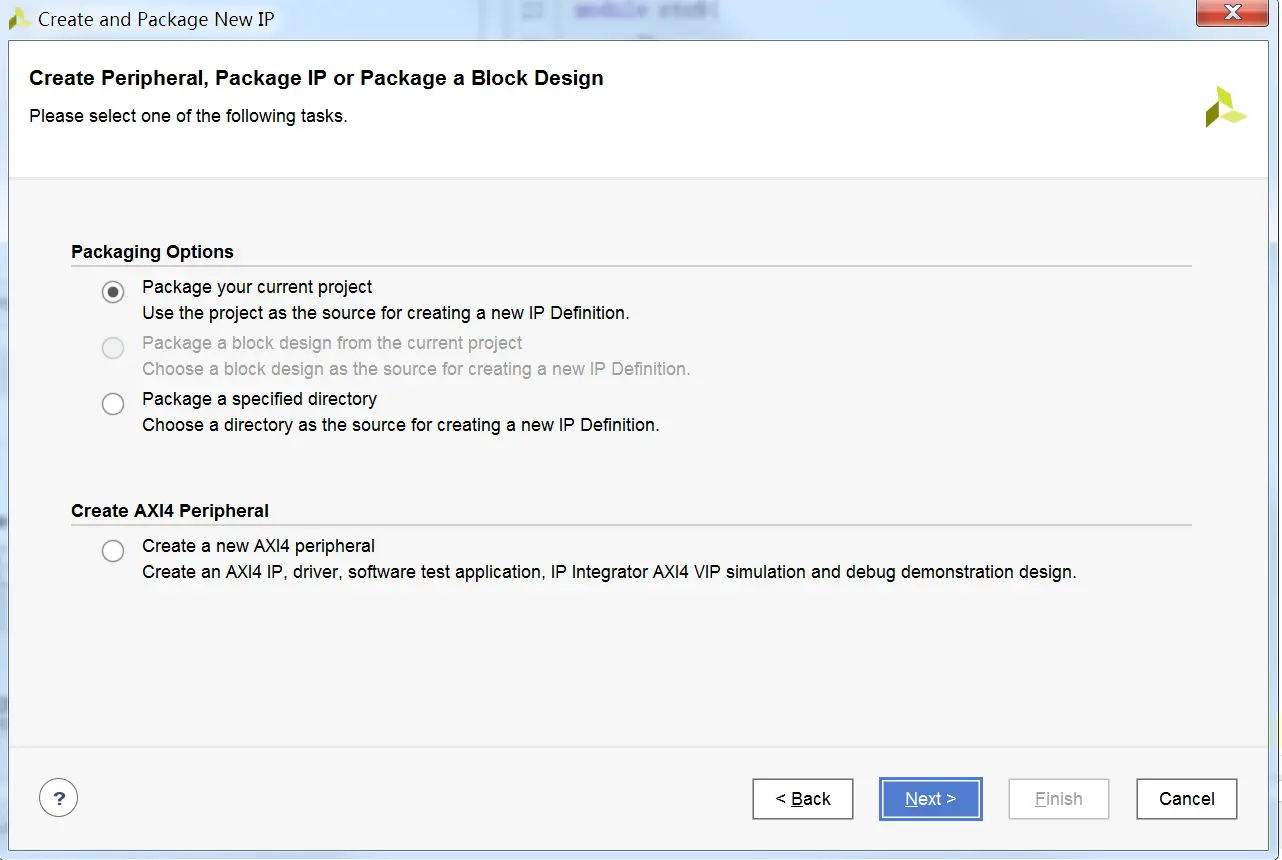 Create and Package New IP
module
Create Peripheral, Package IP or Package a Block Design
Please select one of the following tasks.
Packaging Options
Package your current project
Use the project as the source for creating a new IP Definition.
Package a block design from the current project
Choose a block design as the source for creating a new IP Definition.
Package a specified directory
Choose a directory as the source for creating a new IP Definition.
Create AXI4 Peripheral
Create a new AXI4 peripheral
Create an AXI4 IP, driver, software test application, IP Integrator AXI4 VIP simulation and debug demonstration design.
?
< Back
Next >
Finish
Cancel